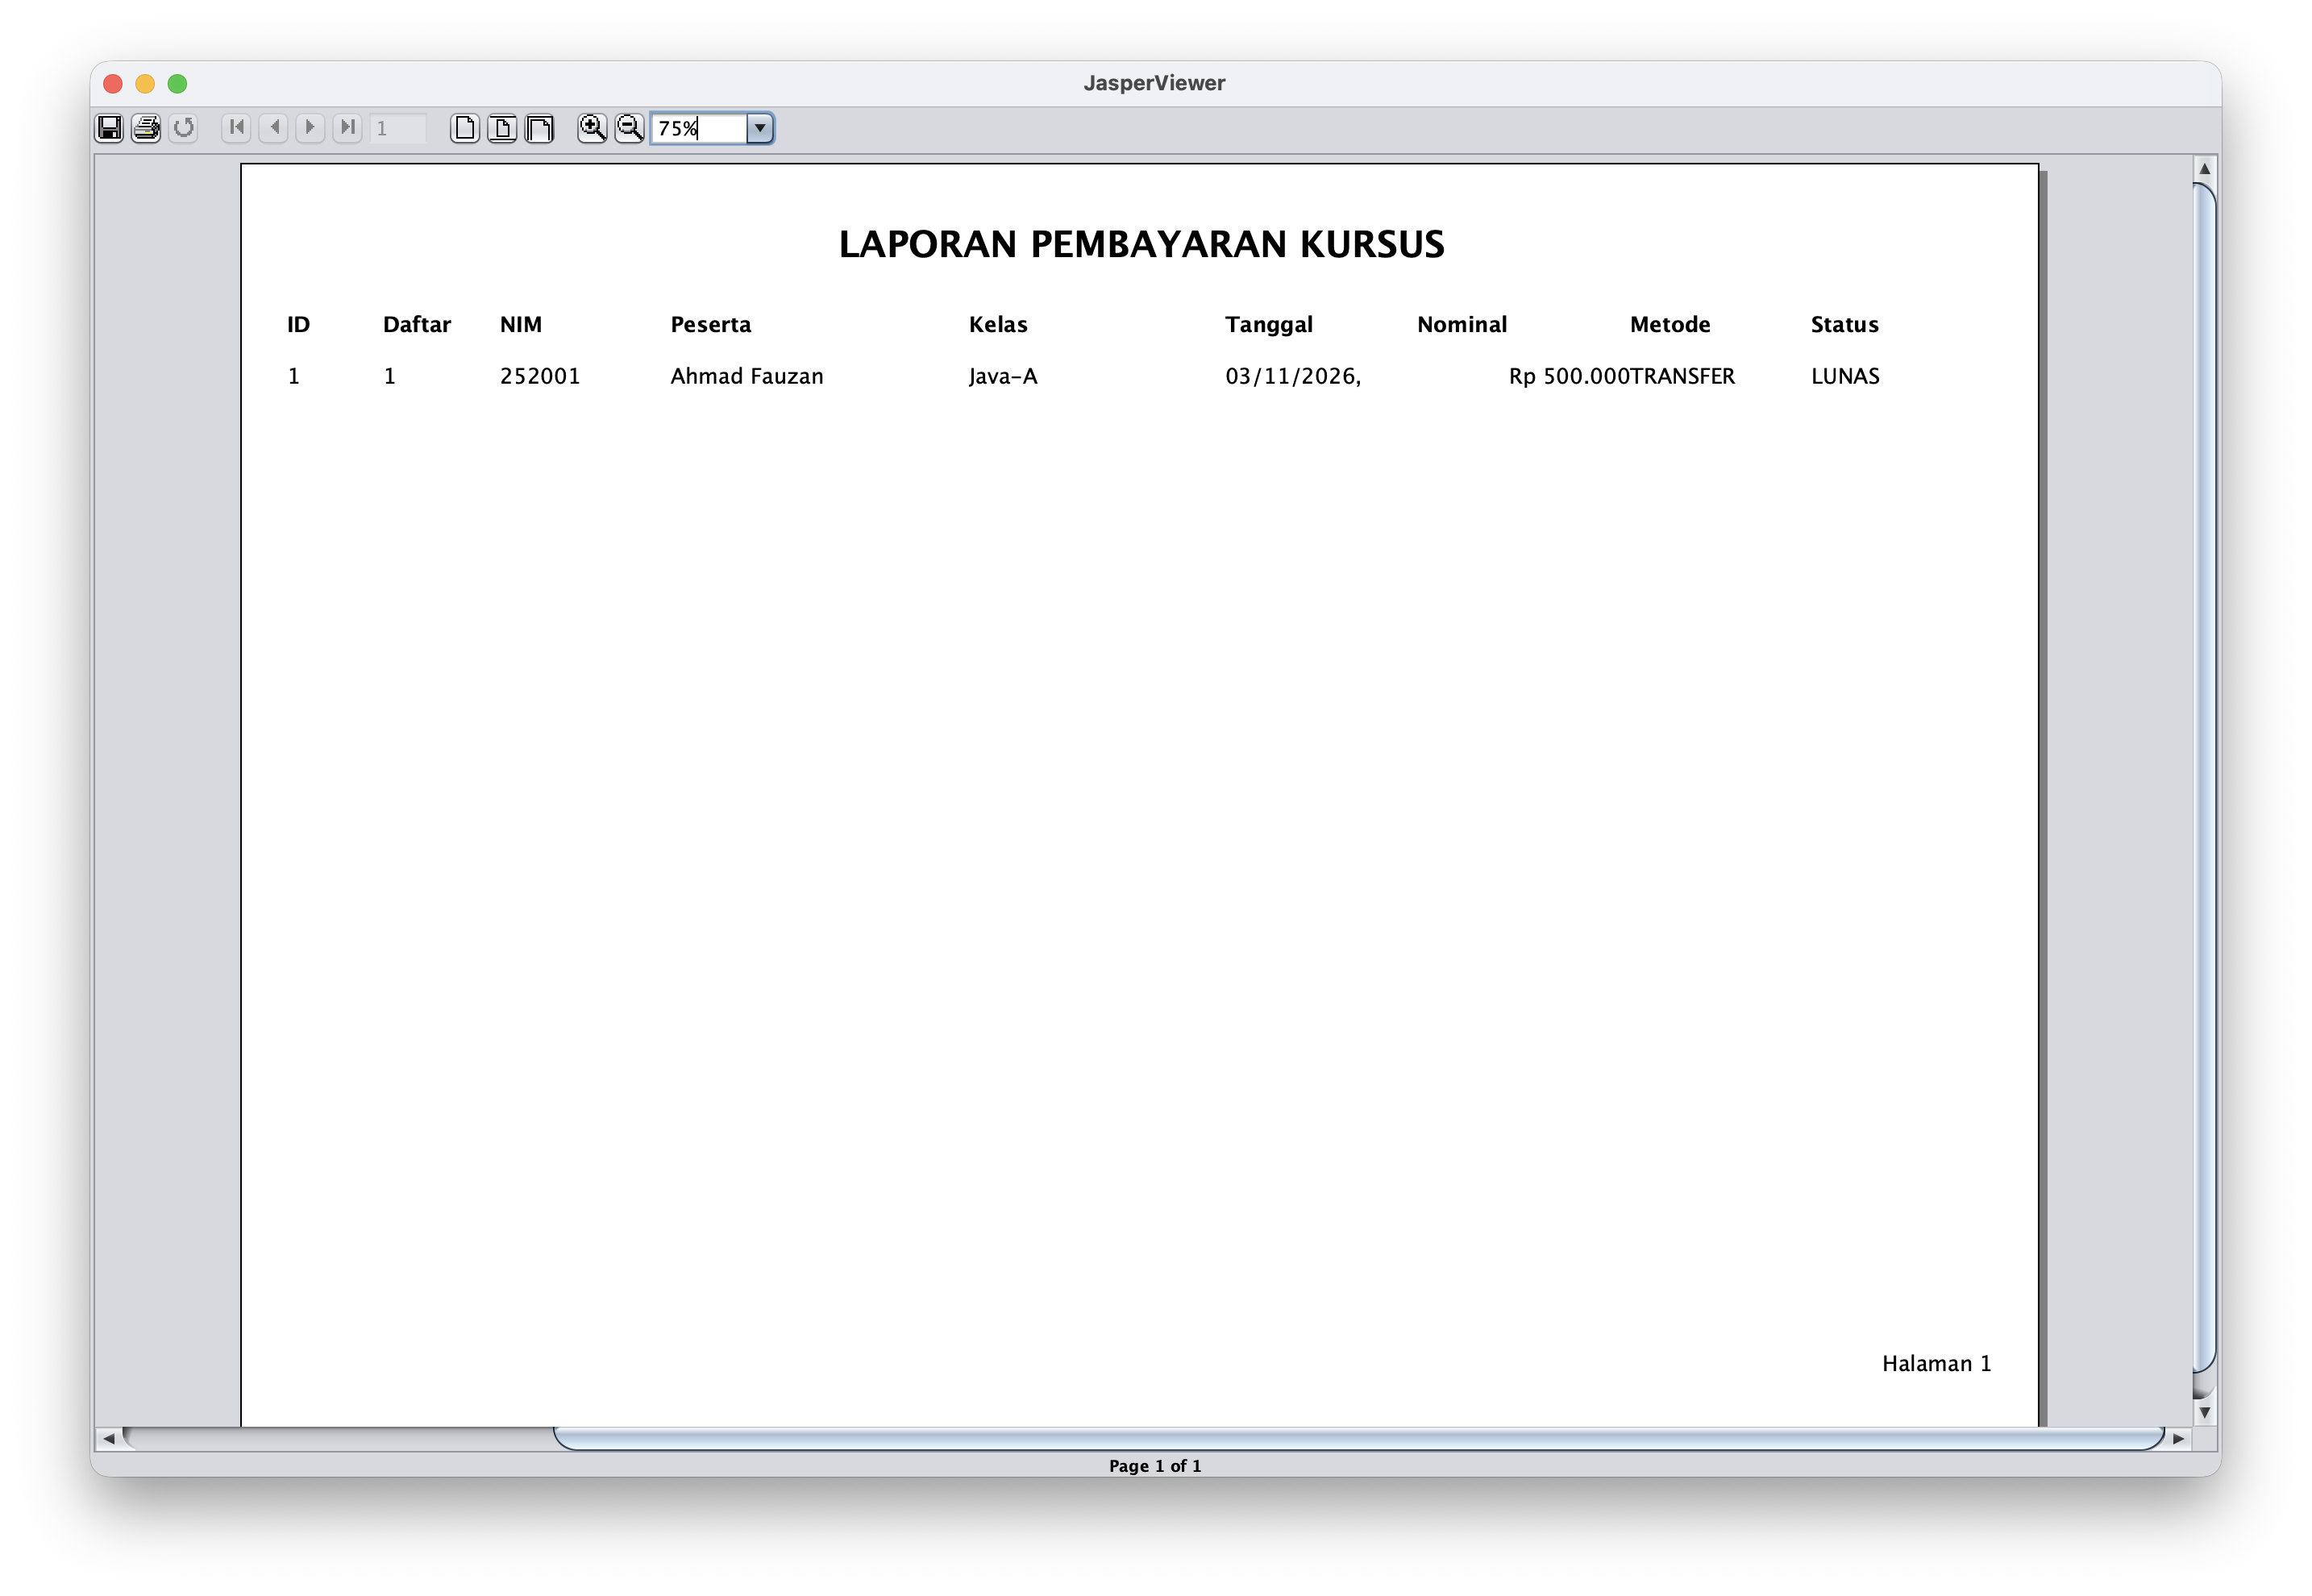 JasperViewer
1 75%
LAPORAN PEMBAYARAN KURSUS
ID Daftar NIM Peserta Kelas Tanggal Nominal Metode Status
1 1 252001 Ahmad Fauzan Java-A 03/11/2026, Rp 500.000TRANSFER LUNAS
Halaman 1
Page 1 of 1